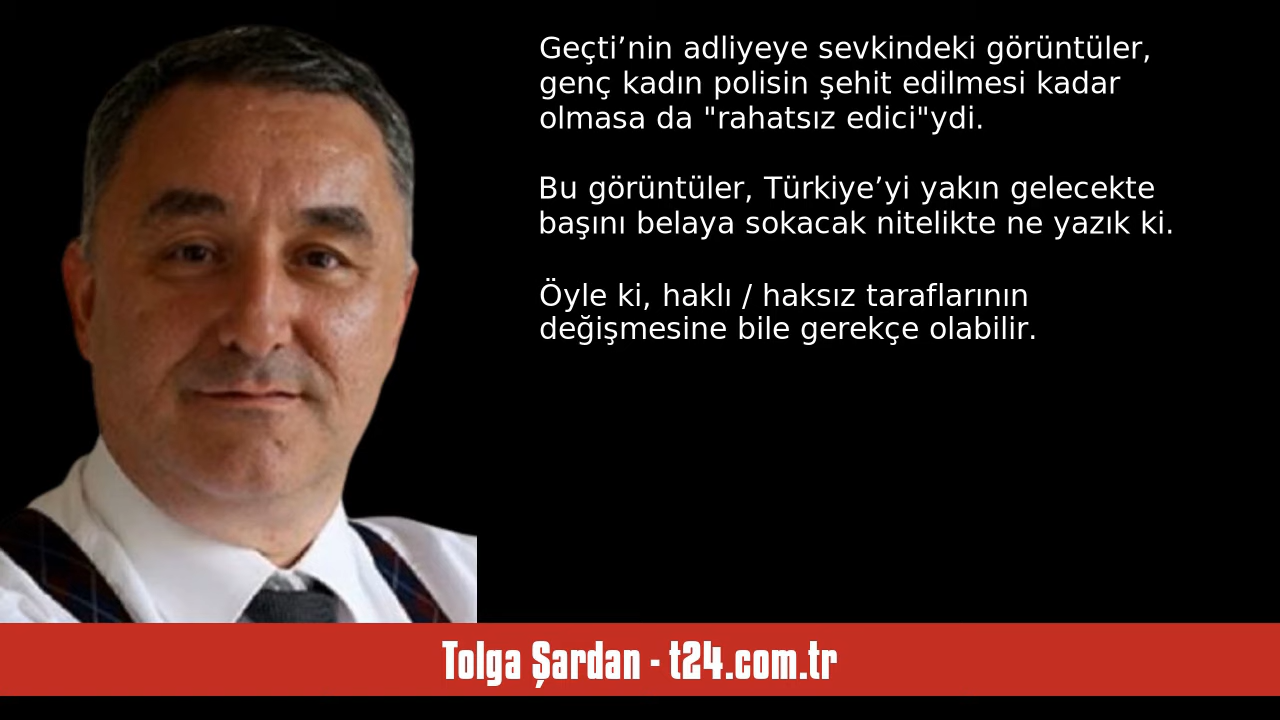 Geçti’nin adliyeye sevkindeki görüntüler,
genç kadın polisin şehit edilmesi kadar
olmasa da "rahatsız edici"ydi.
Bu görüntüler, Türkiye’yi yakın gelecekte
başını belaya sokacak nitelikte ne yazık ki.
Öyle ki, haklı / haksız taraflarının
değişmesine bile gerekçe olabilir.
Tolga Şardan - t24.com.tr